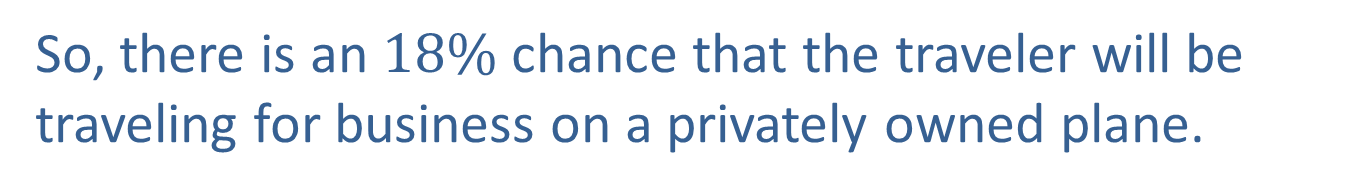 So, there is an 18% chance that the traveler will be
traveling for business on a privately owned plane.